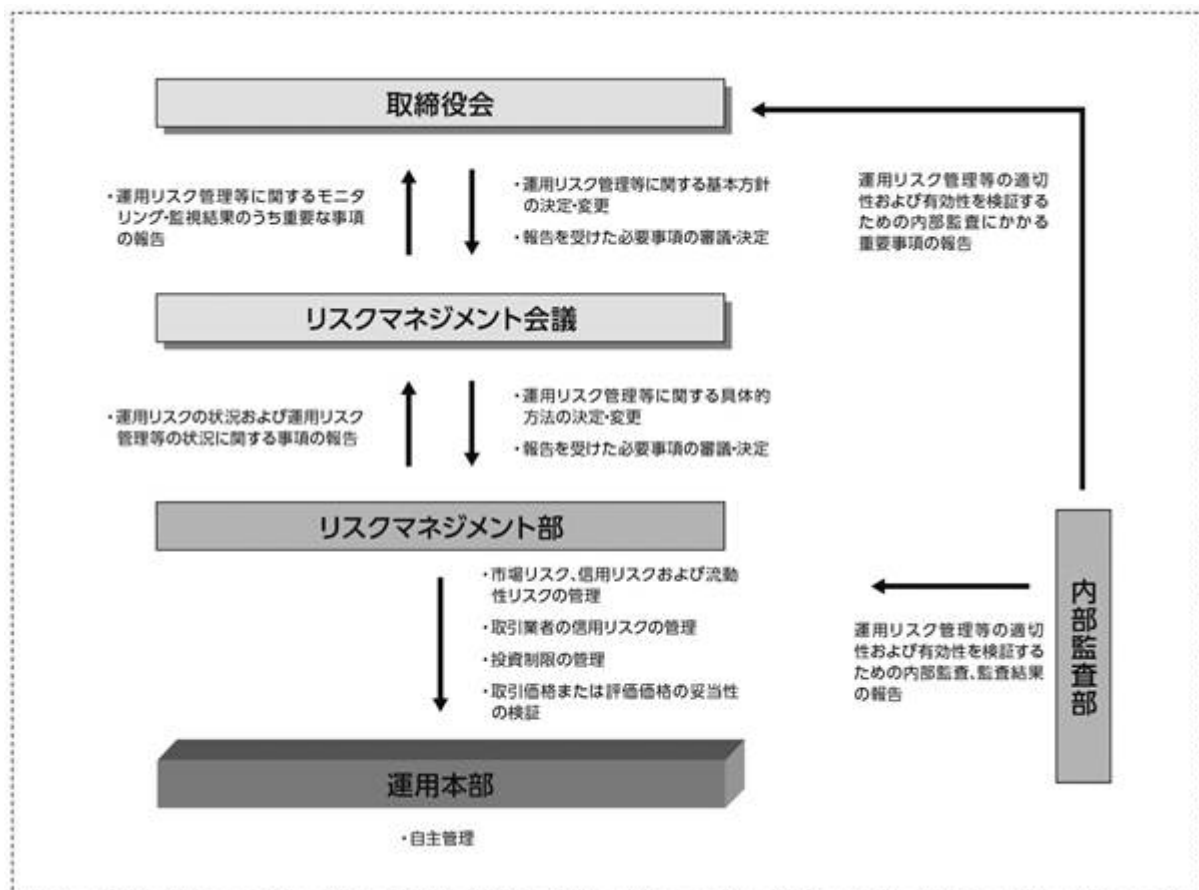 取締役会
・運用リスク管理等に関するモニタ
リング・監視結果のうち重要な事項
の報告
・運用リスク管理等に関する基本方針
の決定・変更
・報告を受けた必要事項の審議・決定
運用リスク管理等の適切
性および有効性を検証する
ための内部監査にかかる
重要事項の報告
リスクマネジメント会議
・運用リスクの状況および運用リスク
管理等の状況に関する事項の報告
・運用リスク管理等に関する具体的
方法の決定・変更
・報告を受けた必要事項の審議・決定
リスクマネジメント部
・市場リスク、信用リスクおよび流動
性リスクの管理
・取引業者の信用リスクの管理
・投資制限の管理
・取引価格または評価価格の妥当性
の検証
運用リスク管理等の適切
性および有効性を検証する
ための内部監査、監査結果
の報告
内部監査部
運用本部
・自主管理